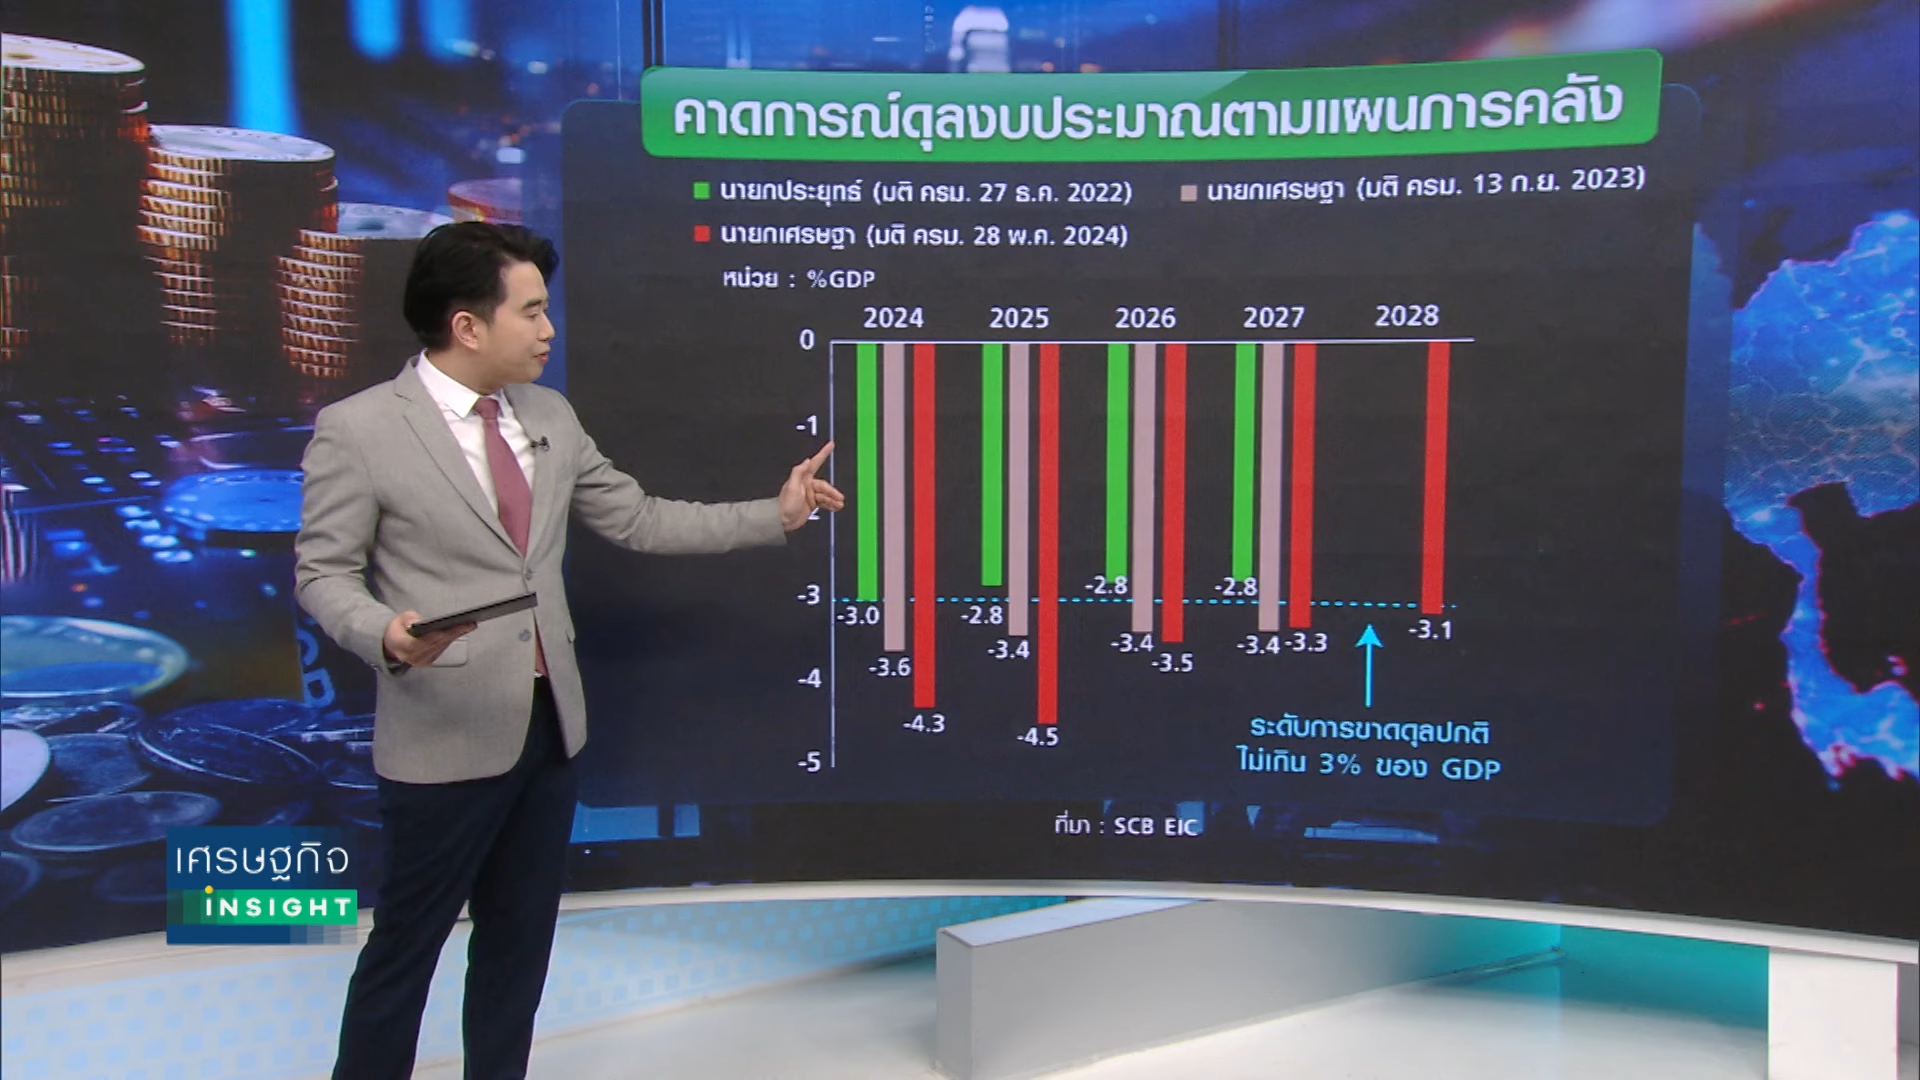 คาดการณ์ดุลงบประมาณตามแผนการคลัง
นายกประยุทธ์ (มติ ครม. 27 ธ.ค. 2022) นายกเศรษฐา (มติ ครม. 13 ก.ย. 2023)
นายกเศรษฐา (มติ ครม. 28 พ.ค. 2024)
หน่วย : %GDP
2024 2025 2026 2027 2028
0
-1
2
-3
-4
-5
-3.0 -3.6 -4.3
-2.8 -3.4 -4.5
-2.8 -3.4 -3.5
-2.8 -3.4 -3.3
-3.1
ระดับการขาดดุลปกติ
ไม่เกิน 3% ของ GDP
ที่มา : SCB EIC
เศรษฐกิจ
iNSIGHT